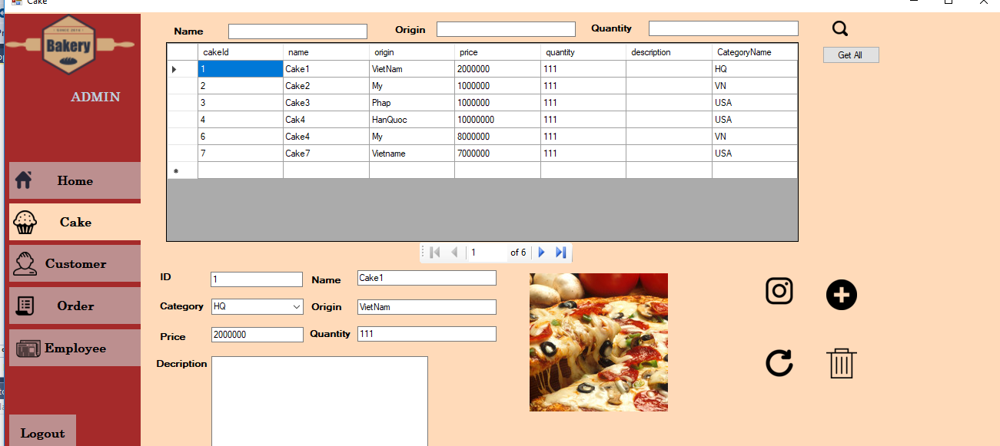 Cake
SINCE 2014
Bakery
ADMIN
Home
Cake
Customer
Order
Employee
Logout
Name Origin Quantity
Get All
cakeId name origin price quantity description CategoryName
1 Cake1 VietNam 2000000 111 HQ
2 Cake2 My 1000000 111 VN
3 Cake3 Phap 1000000 111 USA
4 Cak4 HanQuoc 10000000 111 USA
6 Cake4 My 8000000 111 VN
7 Cake7 Vietname 7000000 111 USA
*
1 of 6
ID 1 Name Cake1
Category HQ Origin VietNam
Price 2000000 Quantity 111
Decription